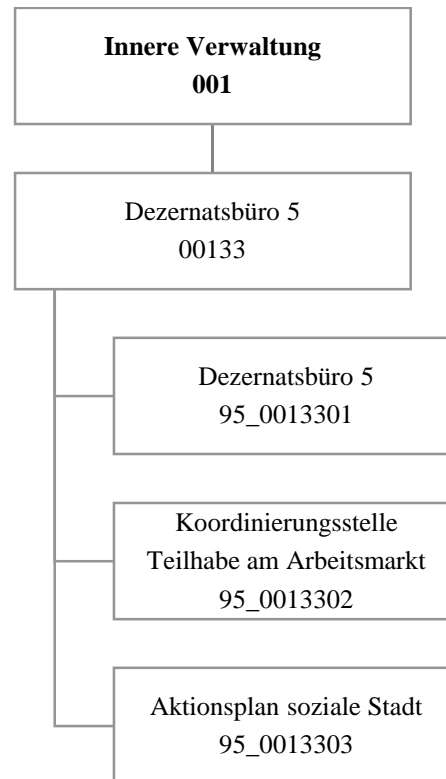 Innere Verwaltung
001
Dezernatsbüro 5
00133
Dezernatsbüro 5
95_0013301
Koordinierungsstelle
Teilhabe am Arbeitsmarkt
95_0013302
Aktionsplan soziale Stadt
95_0013303